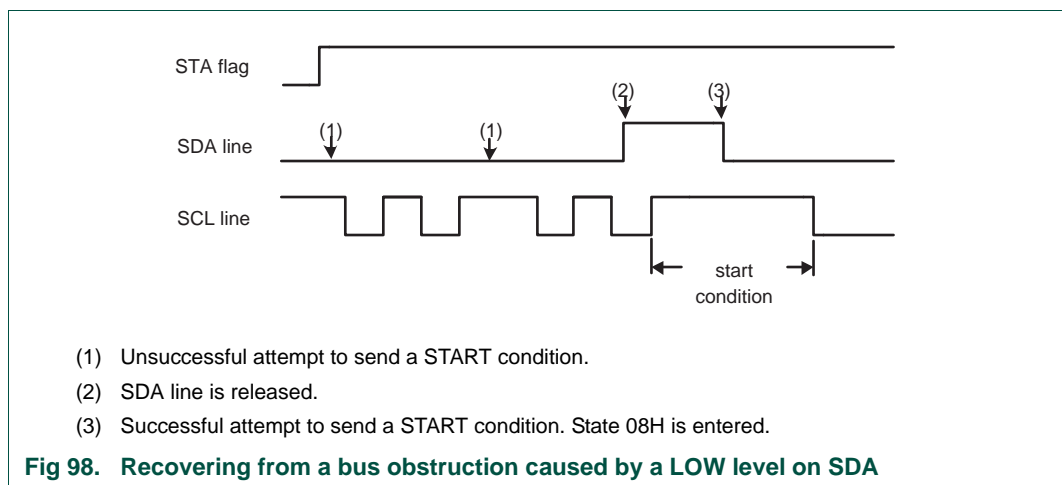 STA flag
(2) (3)
(1) (1)
SDA line
SCL line
start
condition
(1) Unsuccessful attempt to send a START condition.
(2) SDA line is released.
(3) Successful attempt to send a START condition. State 08H is entered.
Fig 98. Recovering from a bus obstruction caused by a LOW level on SDA